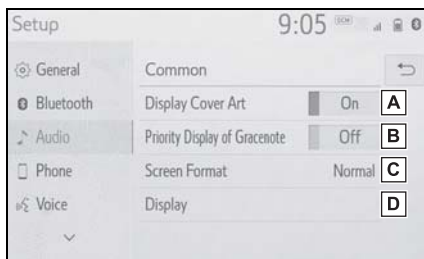 Setup 9:05 DCM
General Common
Bluetooth Display Cover Art On A
Audio Priority Display of Gracenote Off B
Phone Screen Format Normal C
Voice Display D